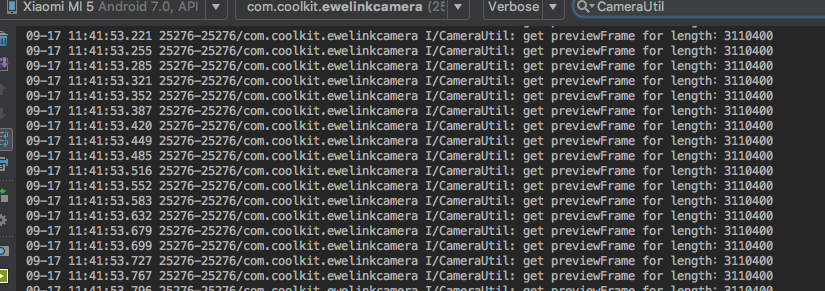 Xiaomi MI 5 Android 7.0, API com.coolkit.ewelinkcamera (25 Verbose CameraUtil
09-17 11:41:53.221 25276-25276/com.coolkit.ewelinkcamera I/CameraUtil: get previewFrame for length: 3110400
09-17 11:41:53.255 25276-25276/com.coolkit.ewelinkcamera I/CameraUtil: get previewFrame for length: 3110400
09-17 11:41:53.285 25276-25276/com.coolkit.ewelinkcamera I/CameraUtil: get previewFrame for length: 3110400
09-17 11:41:53.321 25276-25276/com.coolkit.ewelinkcamera I/CameraUtil: get previewFrame for length: 3110400
09-17 11:41:53.352 25276-25276/com.coolkit.ewelinkcamera I/CameraUtil: get previewFrame for length: 3110400
09-17 11:41:53.387 25276-25276/com.coolkit.ewelinkcamera I/CameraUtil: get previewFrame for length: 3110400
09-17 11:41:53.420 25276-25276/com.coolkit.ewelinkcamera I/CameraUtil: get previewFrame for length: 3110400
09-17 11:41:53.449 25276-25276/com.coolkit.ewelinkcamera I/CameraUtil: get previewFrame for length: 3110400
09-17 11:41:53.485 25276-25276/com.coolkit.ewelinkcamera I/CameraUtil: get previewFrame for length: 3110400
09-17 11:41:53.516 25276-25276/com.coolkit.ewelinkcamera I/CameraUtil: get previewFrame for length: 3110400
09-17 11:41:53.552 25276-25276/com.coolkit.ewelinkcamera I/CameraUtil: get previewFrame for length: 3110400
09-17 11:41:53.583 25276-25276/com.coolkit.ewelinkcamera I/CameraUtil: get previewFrame for length: 3110400
09-17 11:41:53.632 25276-25276/com.coolkit.ewelinkcamera I/CameraUtil: get previewFrame for length: 3110400
09-17 11:41:53.679 25276-25276/com.coolkit.ewelinkcamera I/CameraUtil: get previewFrame for length: 3110400
09-17 11:41:53.699 25276-25276/com.coolkit.ewelinkcamera I/CameraUtil: get previewFrame for length: 3110400
09-17 11:41:53.727 25276-25276/com.coolkit.ewelinkcamera I/CameraUtil: get previewFrame for length: 3110400
09-17 11:41:53.767 25276-25276/com.coolkit.ewelinkcamera I/CameraUtil: get previewFrame for length: 3110400
09-17 11:41:53.796 25276-25276/com.coolkit.ewelinkcamera I/CameraUtil: get previewFrame for length: 3110400